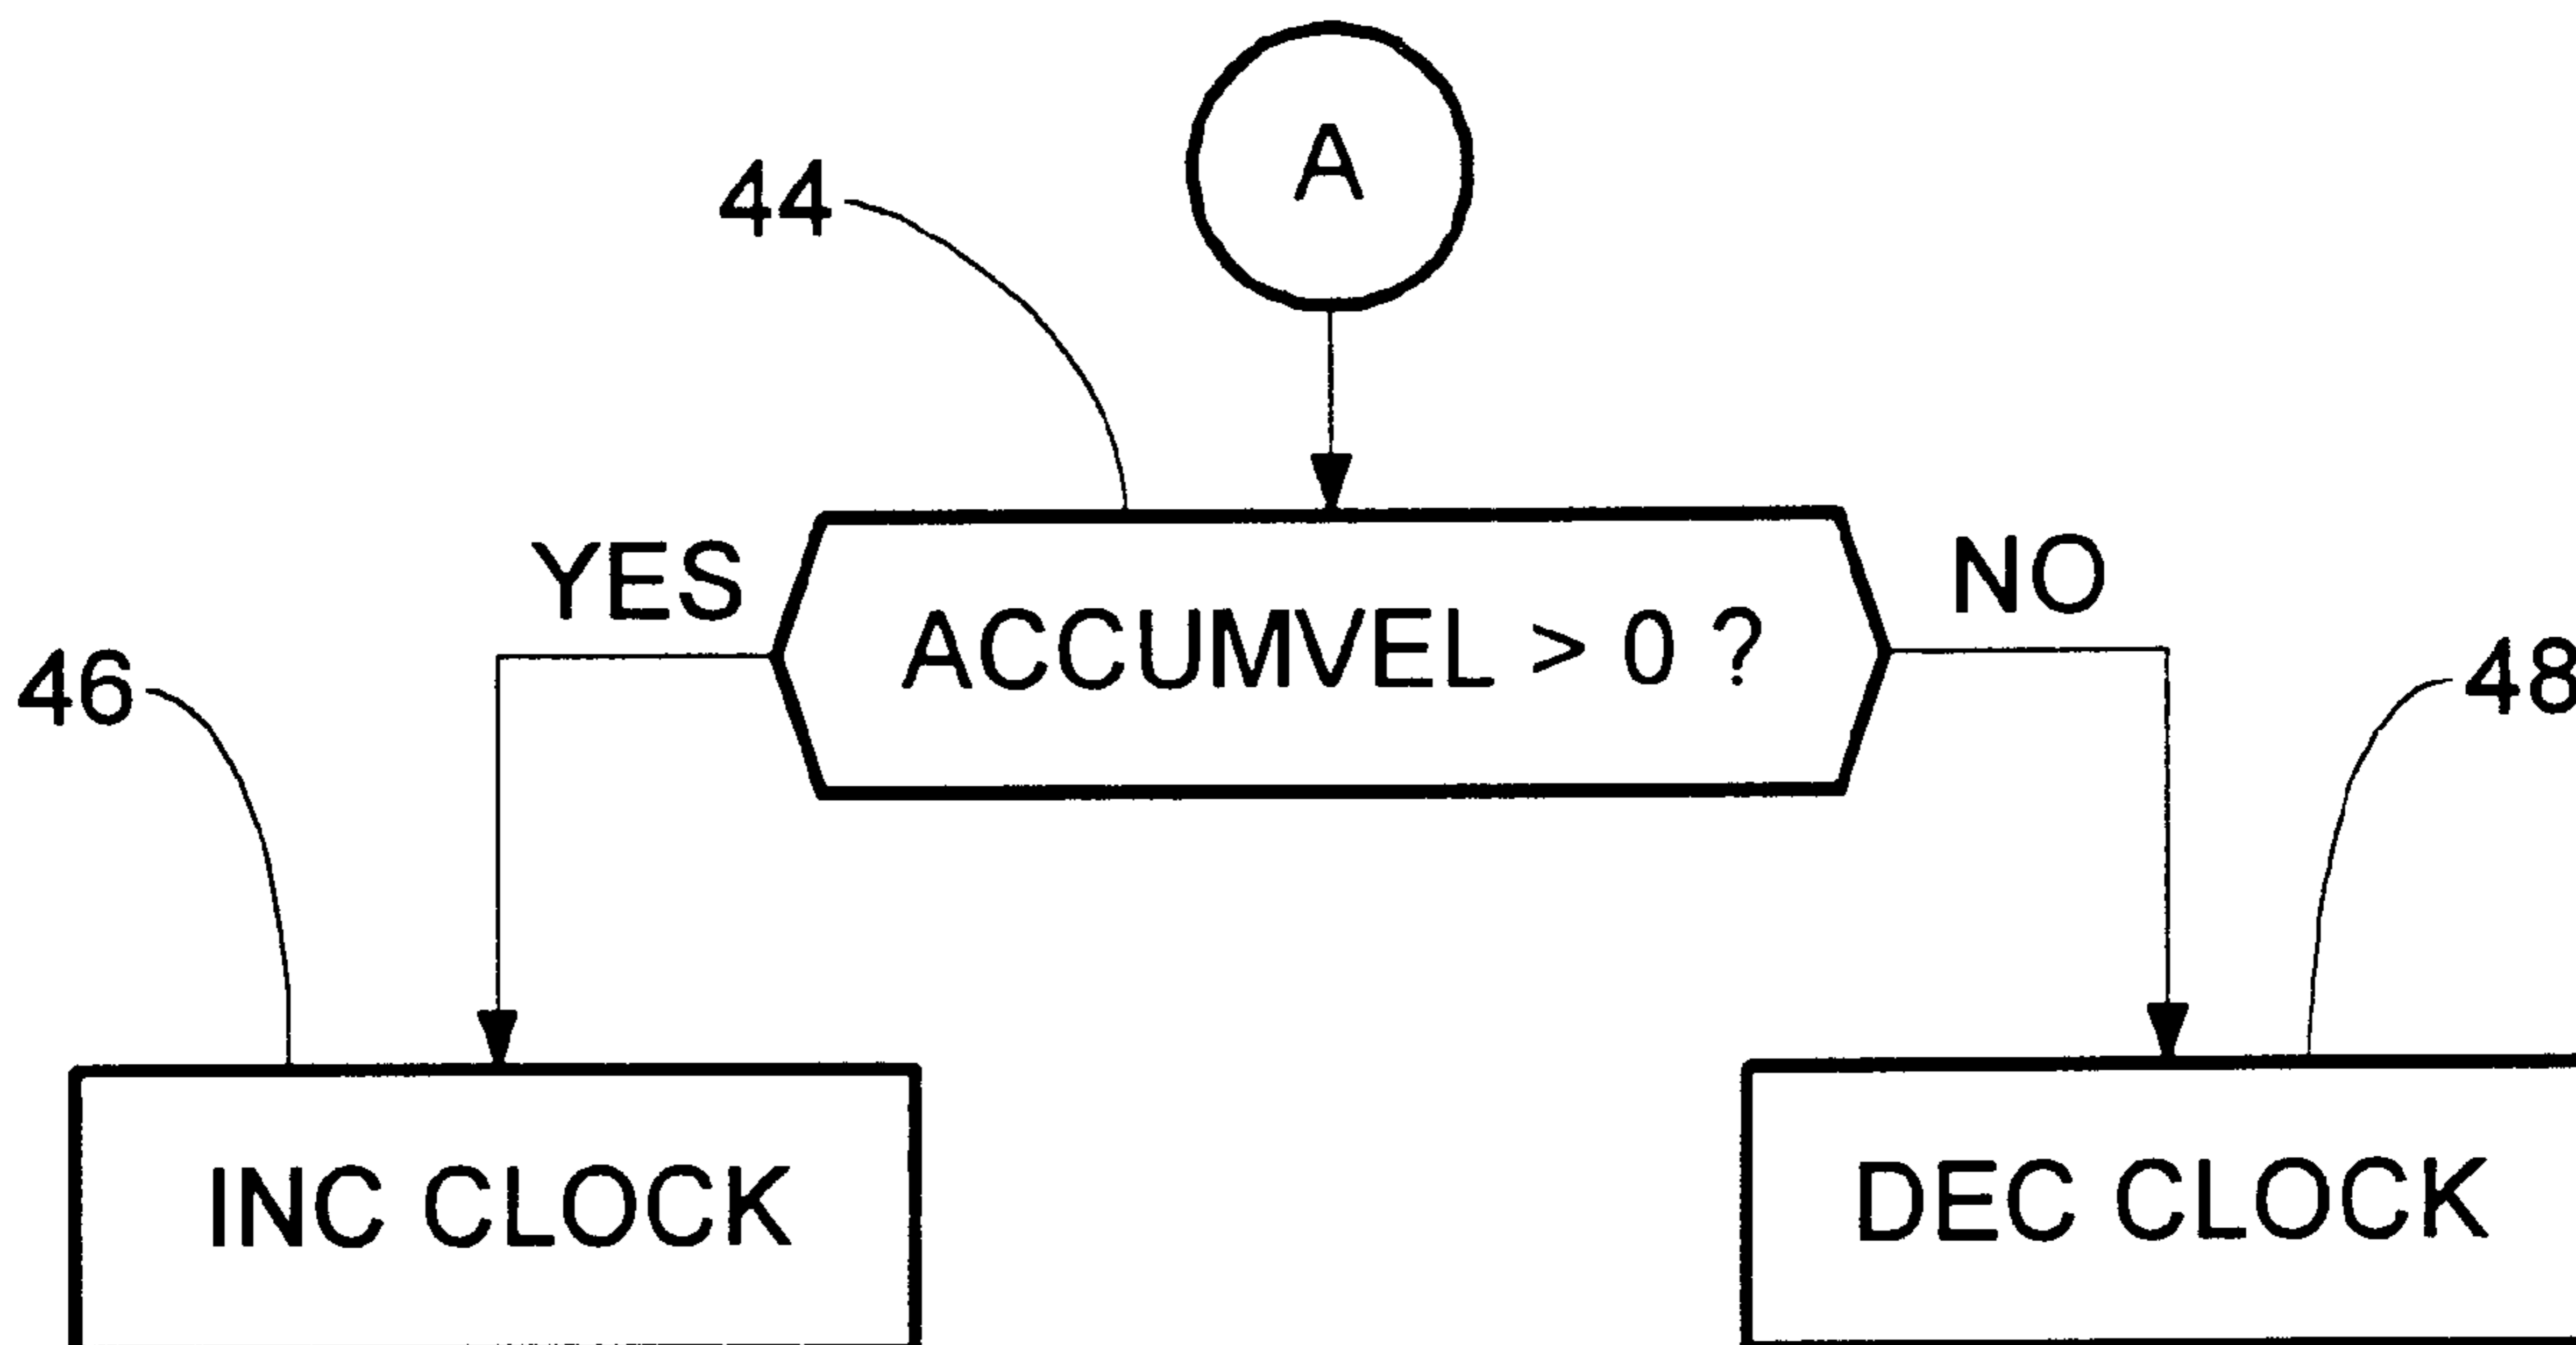 A
44
YES
NO
ACCUMVEL > 0 ?
46
48
INC CLOCK
DEC CLOCK